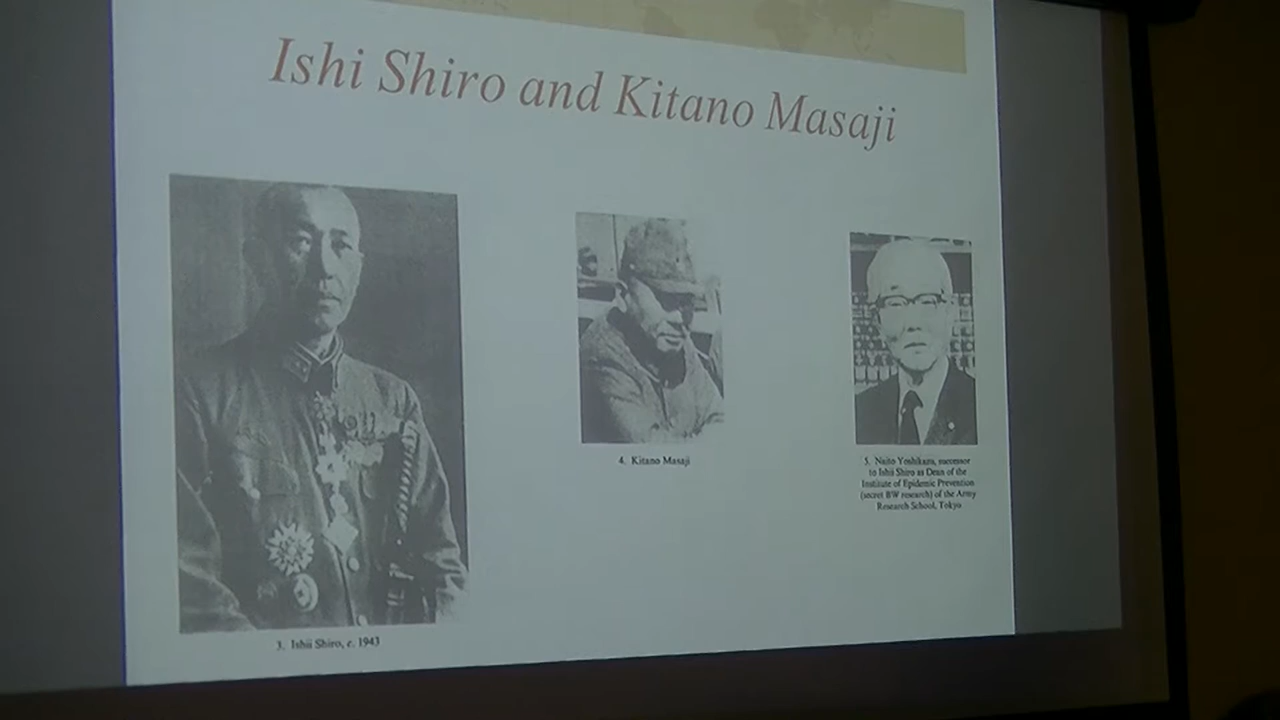 Ishi Shiro and Kitano Masaji
3. Ishii Shiro, c. 1943
4. Kitano Masaji
5. Naito Yoshikazu, successor
to Ishii Shiro as Dean of the
Institute of Epidemic Prevention
(secret BW research) of the Army
Research School, Tokyo